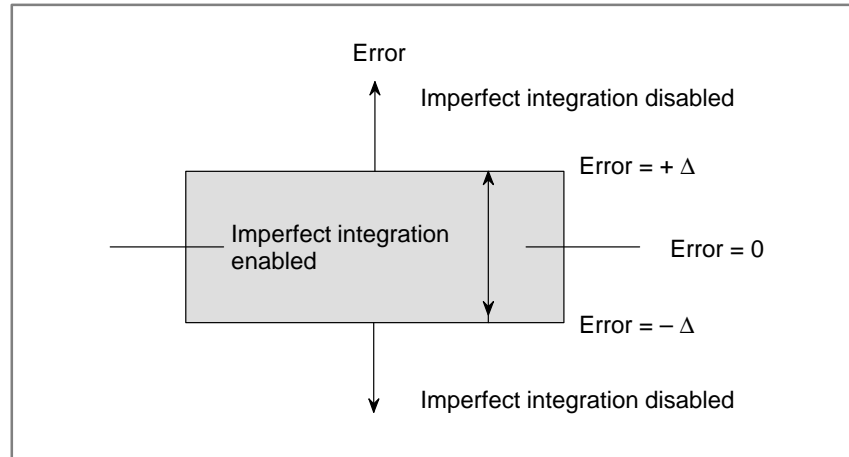 Error
Imperfect integration disabled
Error = + Δ
Imperfect integration
enabled
Error = 0
Error = – Δ
Imperfect integration disabled